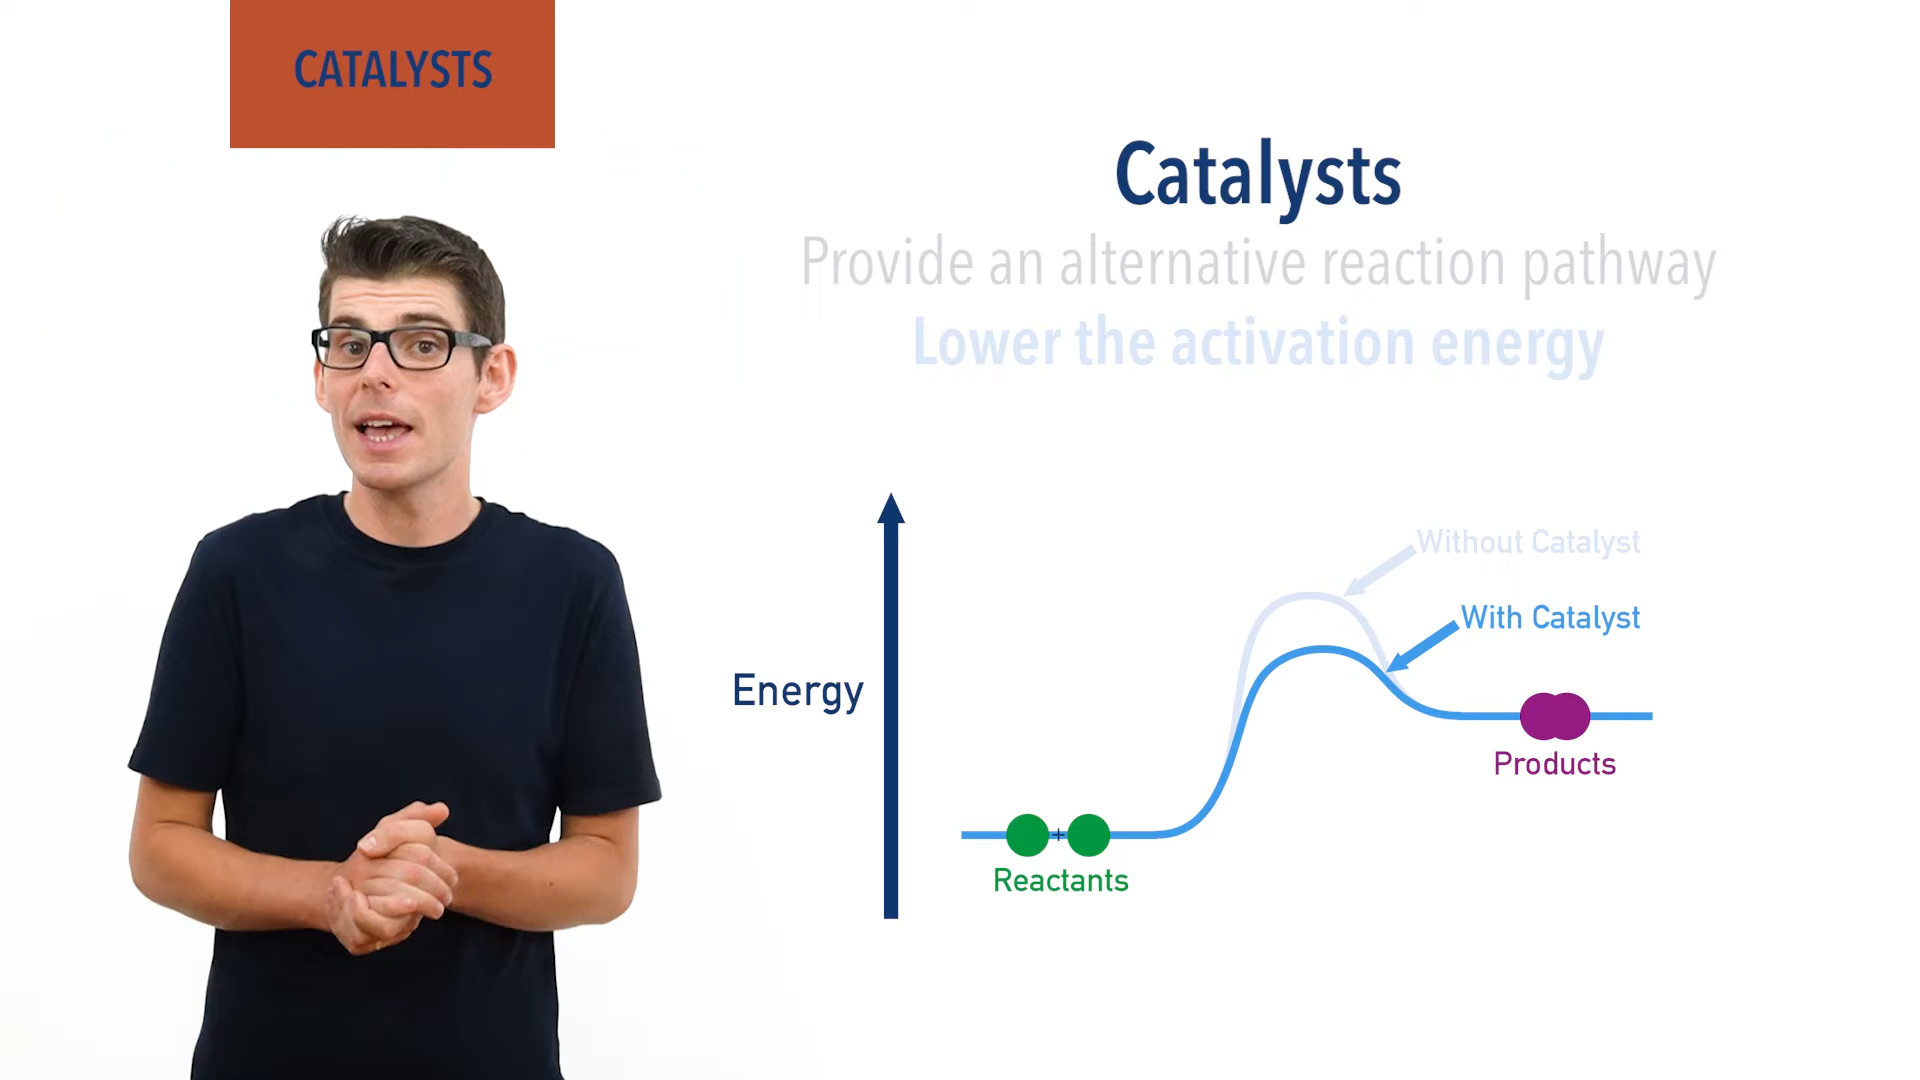 CATALYSTS
Catalysts
Provide an alternative reaction pathway
Lower the activation energy
Without Catalyst
With Catalyst
Energy
Products
+
Reactants